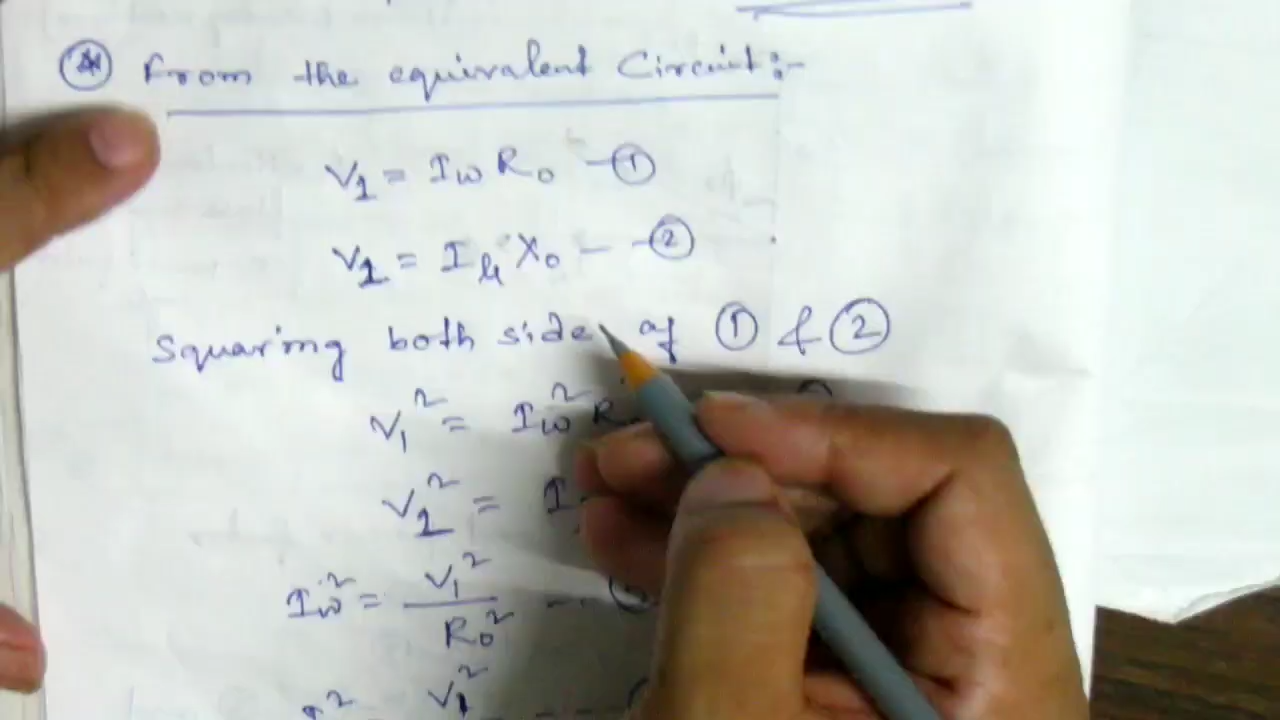 From the equivalent Circuit:-
V1 = Iw R0 - ①
V1 = Iμ X0 - - ②
Squaring both side of ① & ②
V1² = Iw² R
V1² = I
Iw² = V1² / R0² - - -
V1² - - -